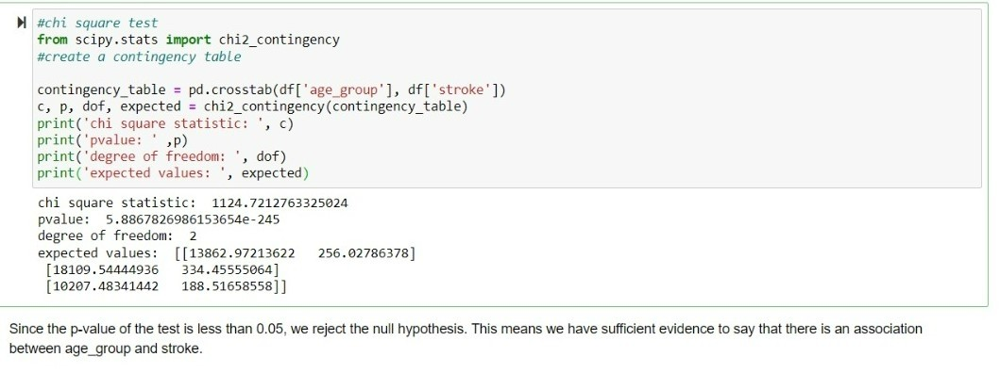 #chi square test
from scipy.stats import chi2_contingency
#create a contingency table
contingency_table = pd.crosstab(df['age_group'], df['stroke'])
c, p, dof, expected = chi2_contingency(contingency_table)
print('chi square statistic: ', c)
print('pvalue: ' ,p)
print('degree of freedom: ', dof)
print('expected values: ', expected)
chi square statistic:  1124.7212763325024
pvalue:  5.8867826986153654e-245
degree of freedom:  2
expected values:  [[13862.97213622   256.02786378]
[18109.54444936   334.45555064]
[10207.48341442   188.51658558]]
Since the p-value of the test is less than 0.05, we reject the null hypothesis. This means we have sufficient evidence to say that there is an association
between age_group and stroke.